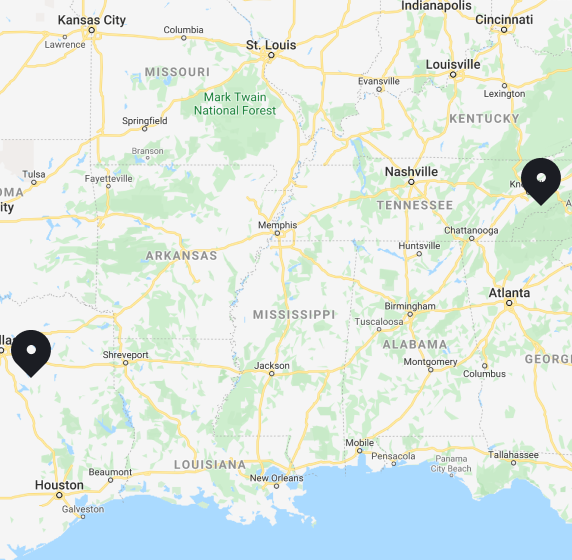 Indianapolis
Kansas City
Columbia
Cincinnati
Lawrence
St. Louis
Louisville
MISSOURI
Evansville
Lexington
Mark Twain
National Forest
KENTUCKY
Springfield
Branson
Nashville
Tulsa
Fayetteville
Kn
OMA
TENNESSEE
A
ity
Memphis
Chattanooga
Huntsville
ARKANSAS
Atlanta
Birmingham
MISSISSIPPI
Tuscaloosa
lla
ALABAMA
Shreveport
GEORG
Jackson
Montgomery
Columbus
Mobile
Tallahassee
Pensacola
Panama
City Beach
LOUISIANA
Beaumont
New Orleans
Houston
Galveston